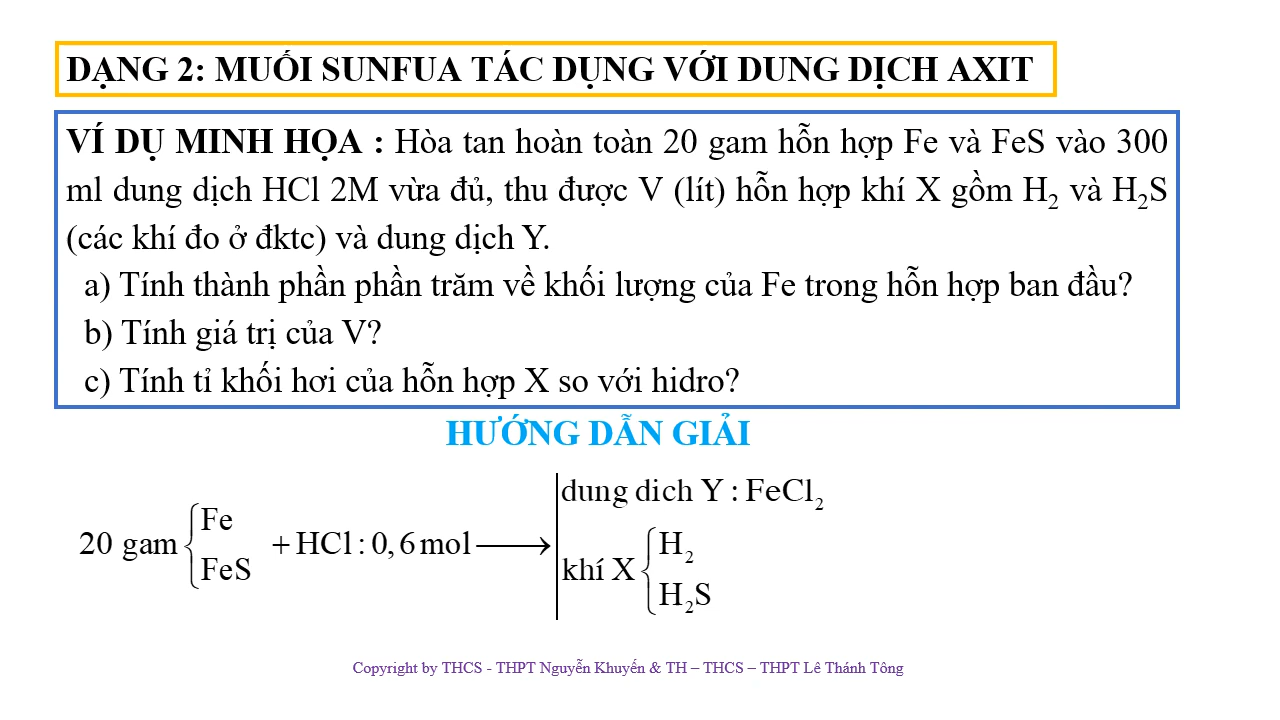 DẠNG 2: MUỐI SUNFUA TÁC DỤNG VỚI DUNG DỊCH AXIT
VÍ DỤ MINH HỌA : Hòa tan hoàn toàn 20 gam hỗn hợp Fe và FeS vào 300
ml dung dịch HCl 2M vừa đủ, thu được V (lít) hỗn hợp khí X gồm H₂ và H₂S
(các khí đo ở đktc) và dung dịch Y.
a) Tính thành phần phần trăm về khối lượng của Fe trong hỗn hợp ban đầu?
b) Tính giá trị của V?
c) Tính tỉ khối hơi của hỗn hợp X so với hidro?
HƯỚNG DẪN GIẢI
20 gam { Fe FeS + HCl : 0, 6 mol ⟶ | dung dich Y : FeCl₂
khí X { H₂ H₂S
Copyright by THCS - THPT Nguyễn Khuyến & TH – THCS – THPT Lê Thánh Tông